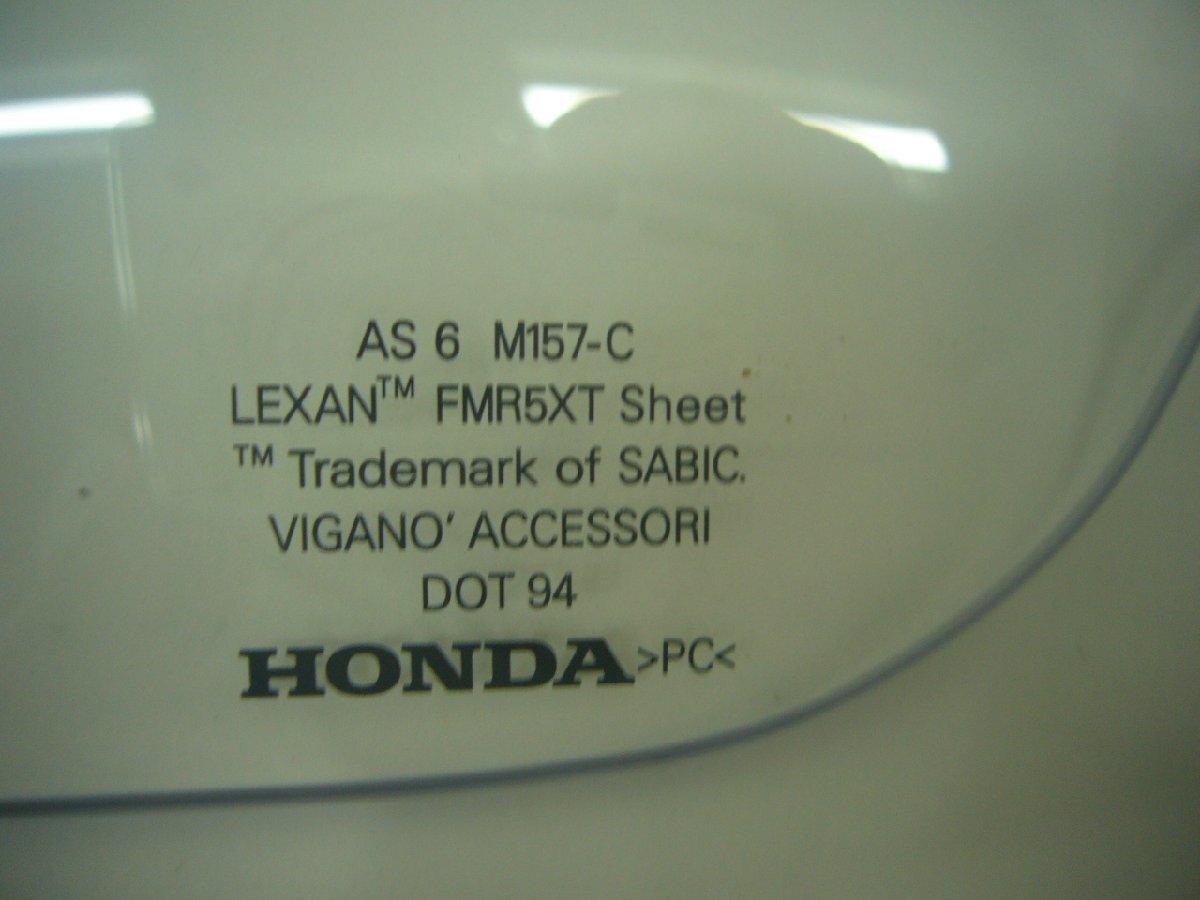 AS 6 M157-C
LEXAN™ FMR5XT Sheet
™ Trademark of SABIC.
VIGANO' ACCESSORI
DOT 94
HONDA >PC<